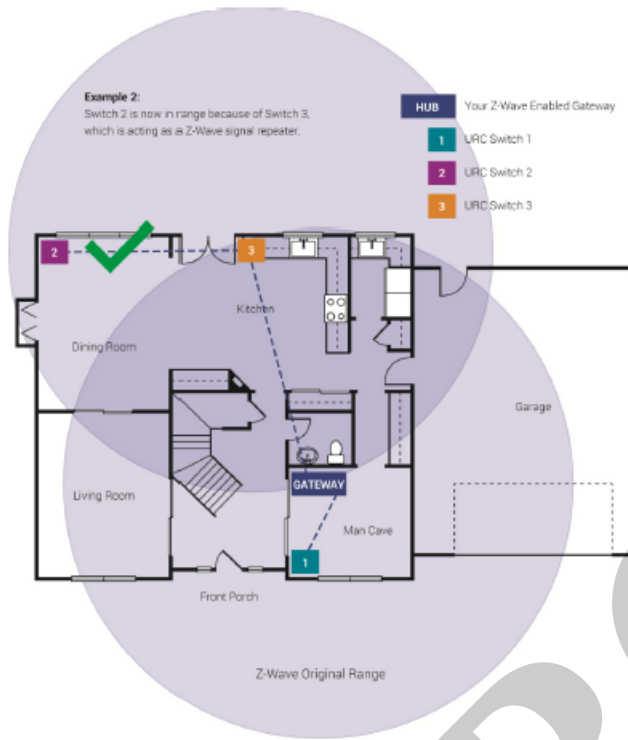 Example 2:
Switch 2 is now in range because of Switch 3,
which is acting as a Z-Wave signal repeater.
HUB Your Z-Wave Enabled Gateway
1 URC Switch 1
2 URC Switch 2
3 URC Switch 3
2
3
Kitchen
Dining Room
Garage
GATEWAY
Living Room
Man Cave
1
Front Porch
Z-Wave Original Range